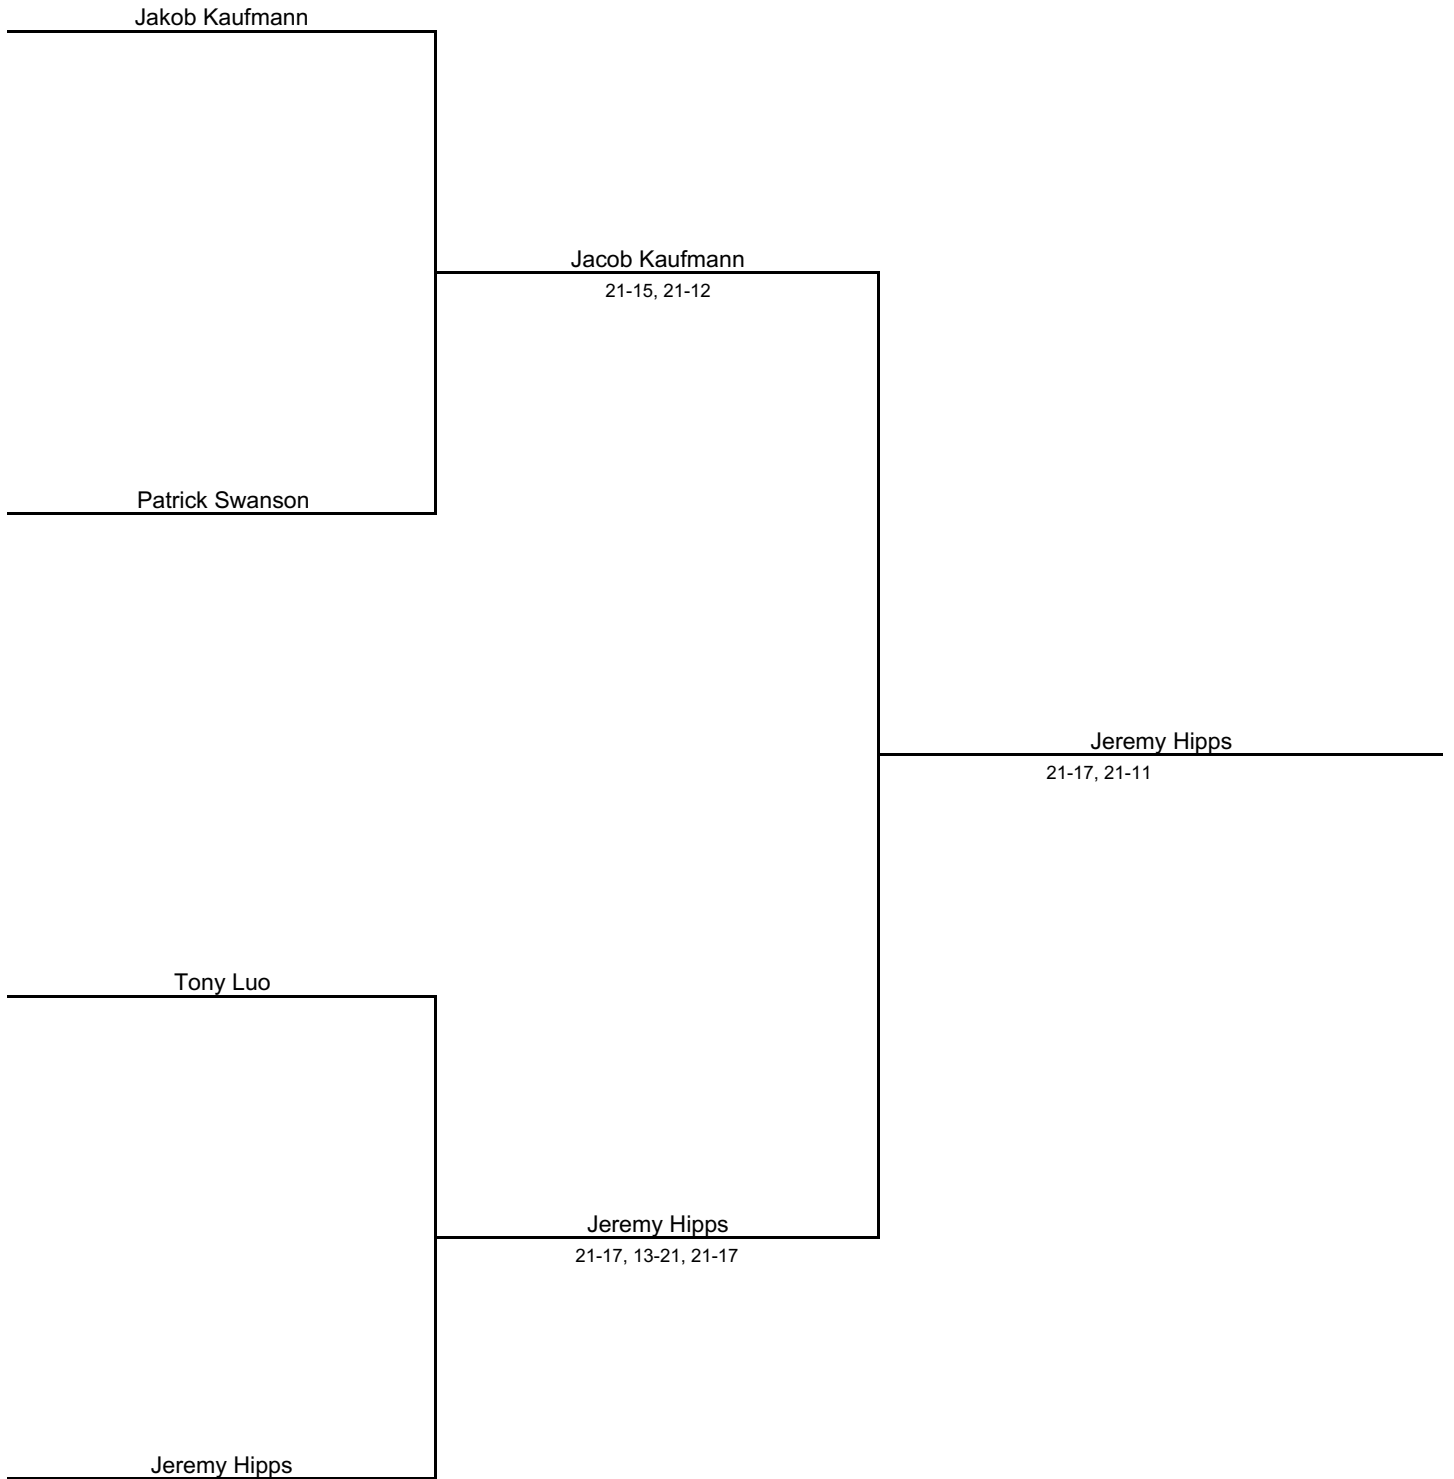 Jakob Kaufmann
Jacob Kaufmann
21-15, 21-12
Patrick Swanson
Jeremy Hipps
21-17, 21-11
Tony Luo
Jeremy Hipps
21-17, 13-21, 21-17
Jeremy Hipps